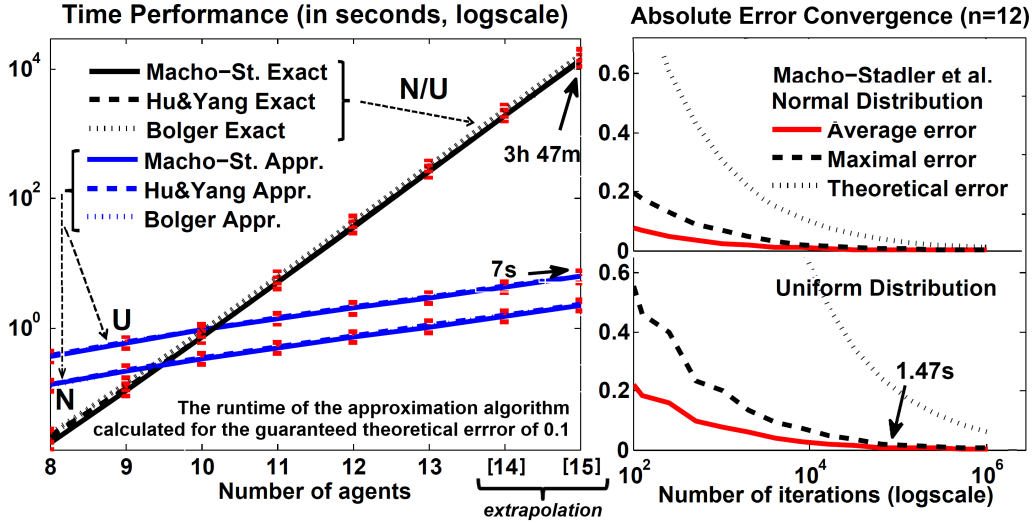 Time Performance (in seconds, logscale)
10^4
10^2
10^0
Macho-St. Exact
Hu&Yang Exact
Bolger Exact
Macho-St. Appr.
Hu&Yang Appr.
Bolger Appr.
N/U
3h 47m
7s
U
N
The runtime of the approximation algorithm
calculated for the guaranteed theoretical errror of 0.1
8 9 10 11 12 13 [14] [15]
Number of agents
extrapolation
Absolute Error Convergence (n=12)
0.6
0.4
0.2
0
Macho-Stadler et al.
Normal Distribution
Average error
Maximal error
Theoretical error
0.6
0.4
0.2
0
Uniform Distribution
1.47s
10^2 10^4 10^6
Number of iterations (logscale)